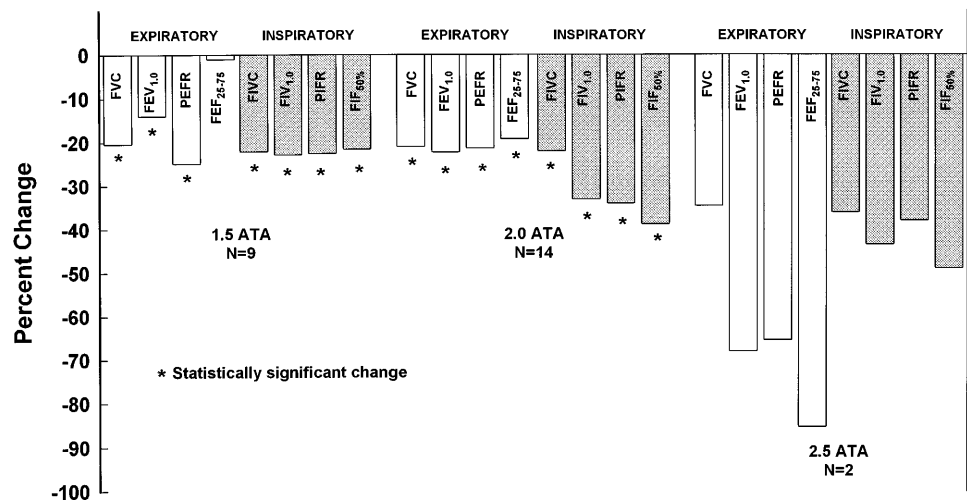 EXPIRATORY INSPIRATORY EXPIRATORY INSPIRATORY EXPIRATORY INSPIRATORY
0
-10
-20
-30
-40
-50
-60
-70
-80
-90
-100
Percent Change
FVC
FEV1.0
*
PEFR
FEF25-75
FIVC
FIV1.0
PIFR
FIF50%
*
*
*
*
*
*
FVC
FEV1.0
PEFR
FEF25-75
FIVC
FIV1.0
PIFR
FIF50%
*
*
*
*
*
*
*
*
FVC
FEV1.0
PEFR
FEF25-75
FIVC
FIV1.0
PIFR
FIF50%
1.5 ATA
N=9
2.0 ATA
N=14
* Statistically significant change
2.5 ATA
N=2